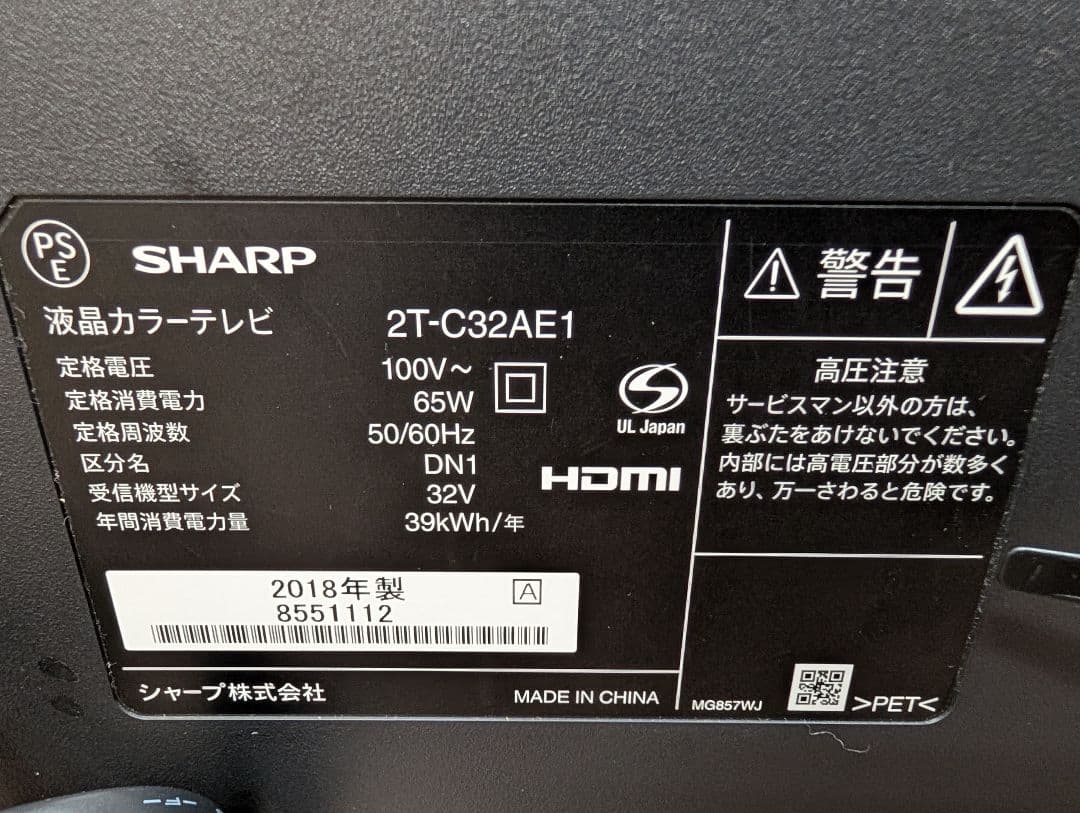 PSE
SHARP
液晶カラーテレビ 2T-C32AE1
定格電圧 100V～
定格消費電力 65W
定格周波数 50/60Hz
区分名 DN1
受信機型サイズ 32V
年間消費電力量 39kWh/年
UL Japan
HDMI
2018年製 A
8551112
シャープ株式会社 MADE IN CHINA
警告
高圧注意
サービスマン以外の方は、
裏ぶたをあけないでください。
内部には高電圧部分が数多く
あり、万一さわると危険です。
MG857WJ >PET<